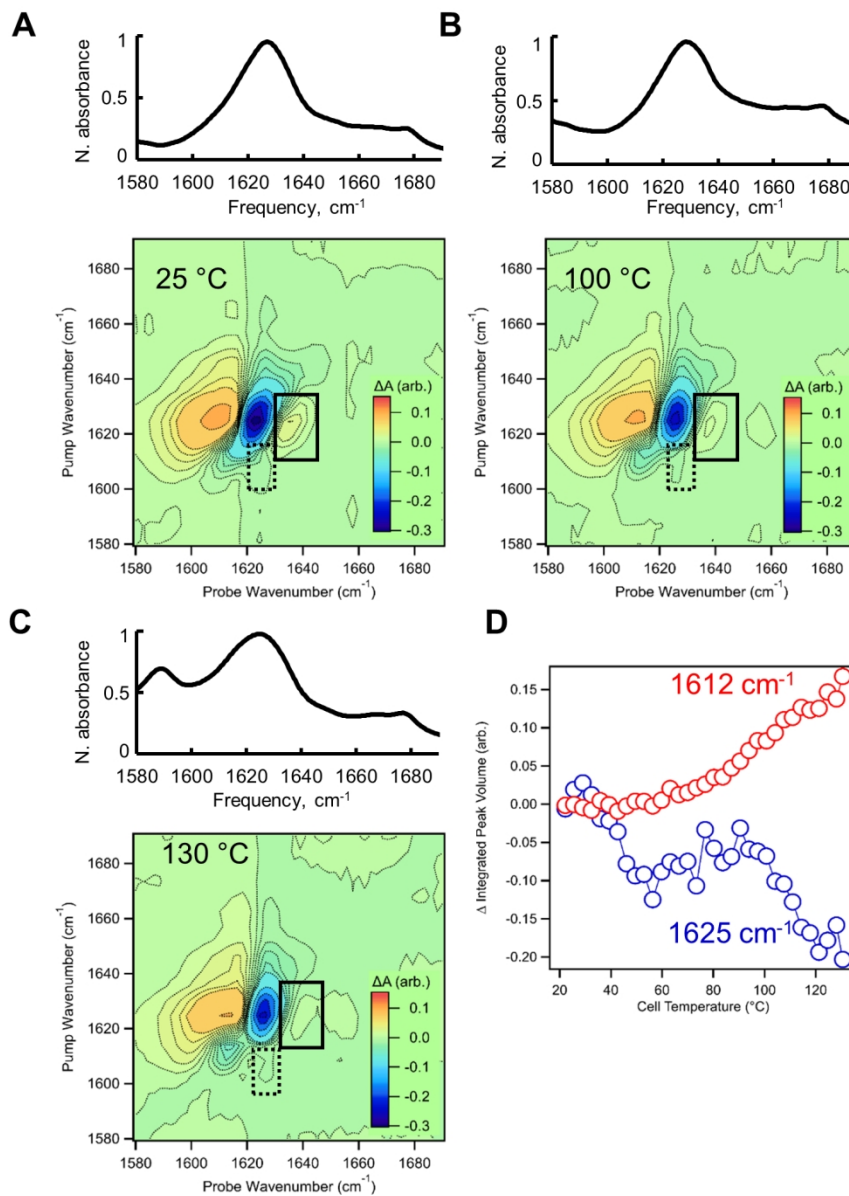 A
B
N. absorbance
1
0.5
0
1580 1600 1620 1640 1660 1680
Frequency, cm-1
N. absorbance
1
0.5
0
1580 1600 1620 1640 1660 1680
Frequency, cm-1
25 °C
Pump Wavenumber (cm-1)
1680
1660
1640
1620
1600
1580
ΔA (arb.)
0.1
0.0
-0.1
-0.2
-0.3
1580 1600 1620 1640 1660 1680
Probe Wavenumber (cm-1)
100 °C
Pump Wavenumber (cm-1)
1680
1660
1640
1620
1600
1580
ΔA (arb.)
0.1
0.0
-0.1
-0.2
-0.3
1580 1600 1620 1640 1660 1680
Probe Wavenumber (cm-1)
C
D
N. absorbance
1
0.5
0
1580 1600 1620 1640 1660 1680
Frequency, cm-1
130 °C
Pump Wavenumber (cm-1)
1680
1660
1640
1620
1600
1580
ΔA (arb.)
0.1
0.0
-0.1
-0.2
-0.3
1580 1600 1620 1640 1660 1680
Probe Wavenumber (cm-1)
1612 cm-1
1625 cm-1
Δ Integrated Peak Volume (arb.)
0.15
0.10
0.05
0.00
-0.05
-0.10
-0.15
-0.20
20 40 60 80 100 120
Cell Temperature (°C)